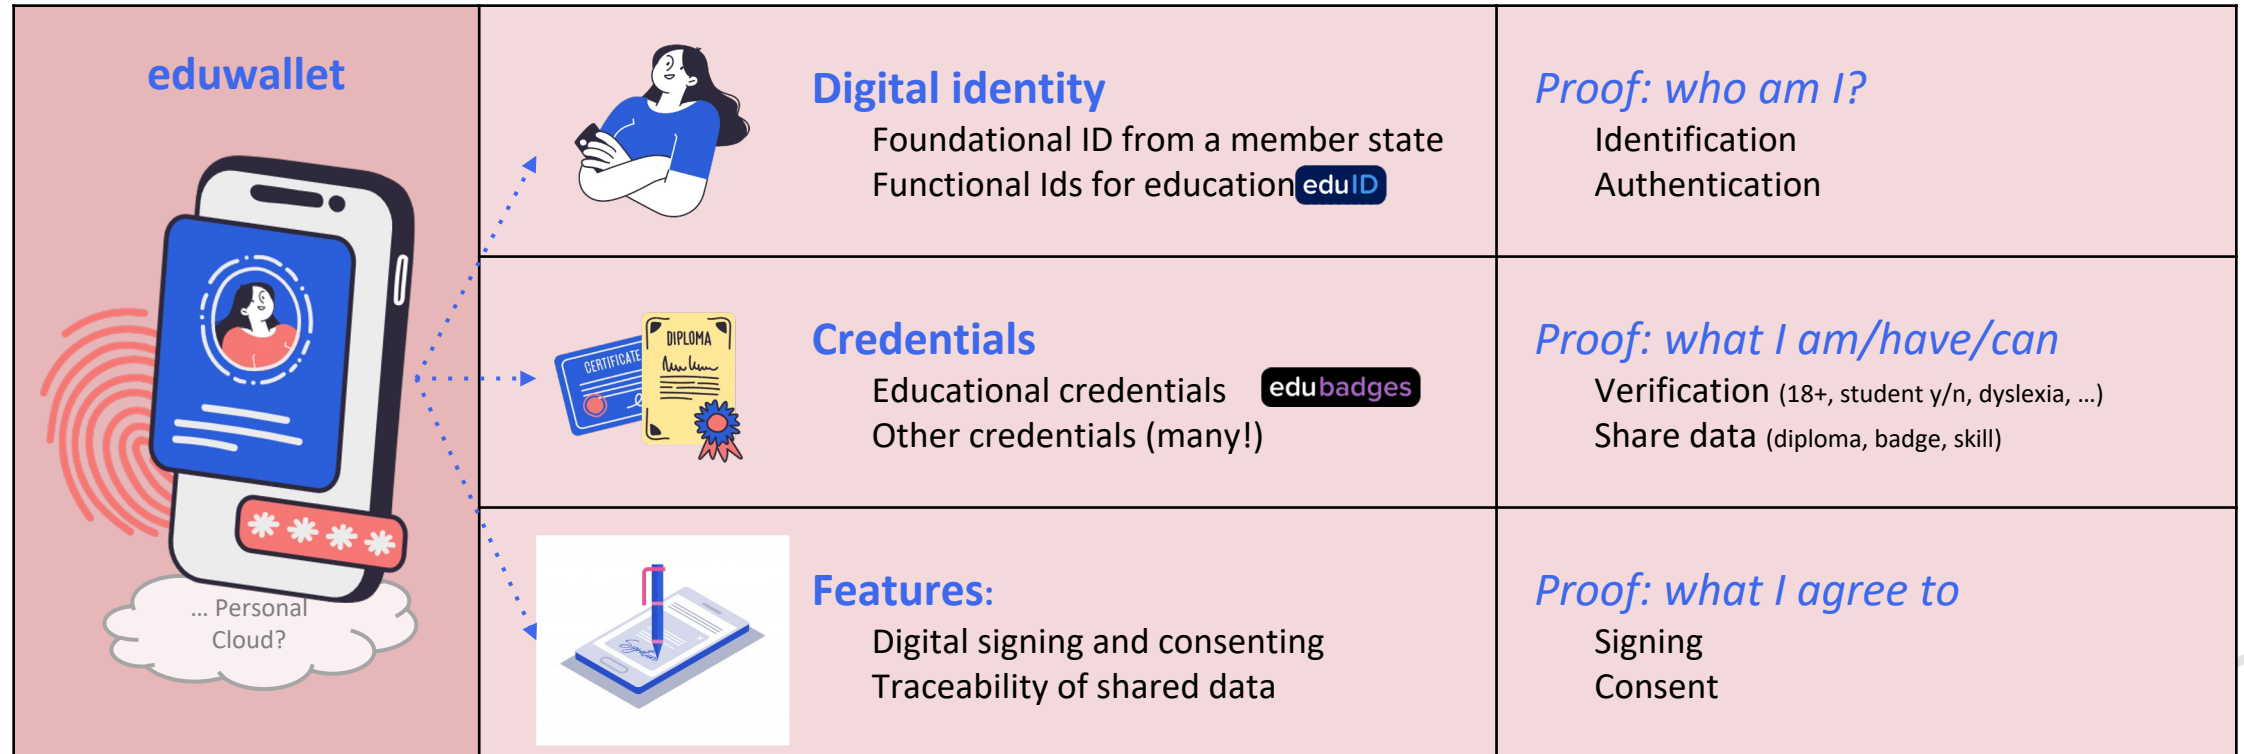 eduwallet
... Personal
Cloud?
Digital identity
Foundational ID from a member state
Functional Ids for education eduID
Proof: who am I?
Identification
Authentication
CERTIFICATE
DIPLOMA
Credentials
Educational credentials edubadges
Other credentials (many!)
Proof: what I am/have/can
Verification (18+, student y/n, dyslexia, ...)
Share data (diploma, badge, skill)
Features:
Digital signing and consenting
Traceability of shared data
Proof: what I agree to
Signing
Consent